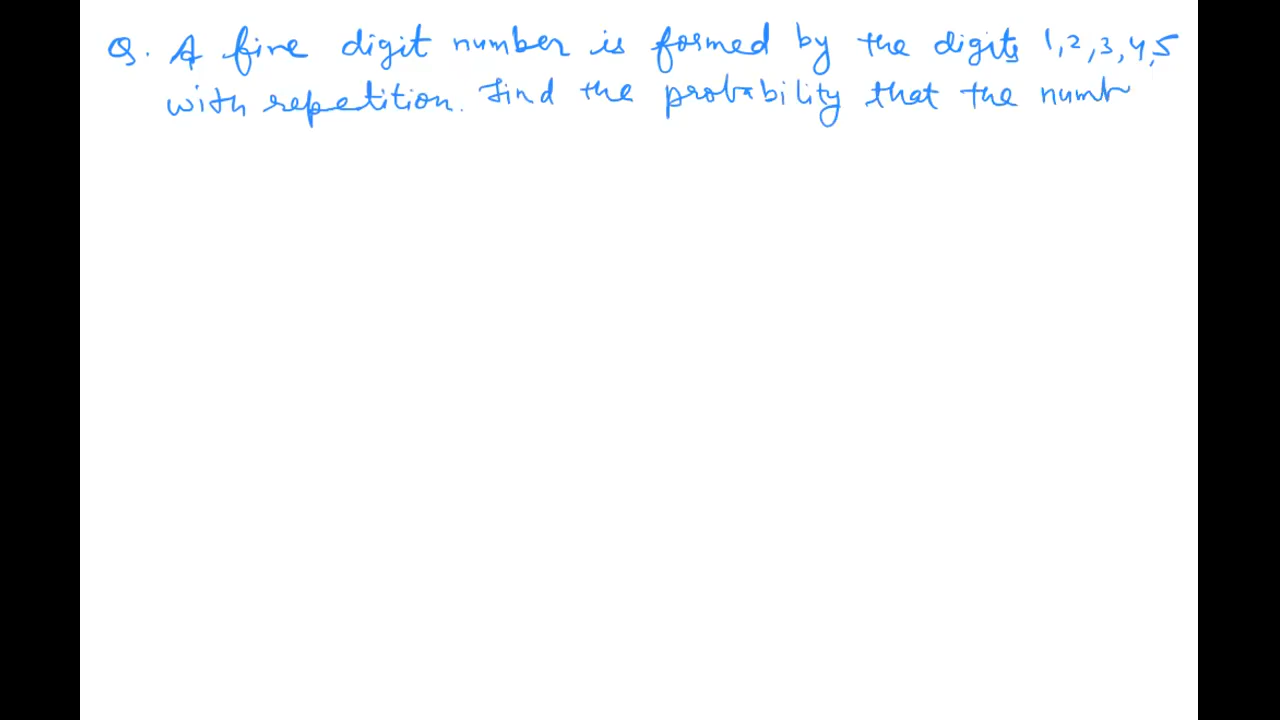 Q. A five digit number is formed by the digits 1,2,3,4,5
with repetition. Find the probability that the numb